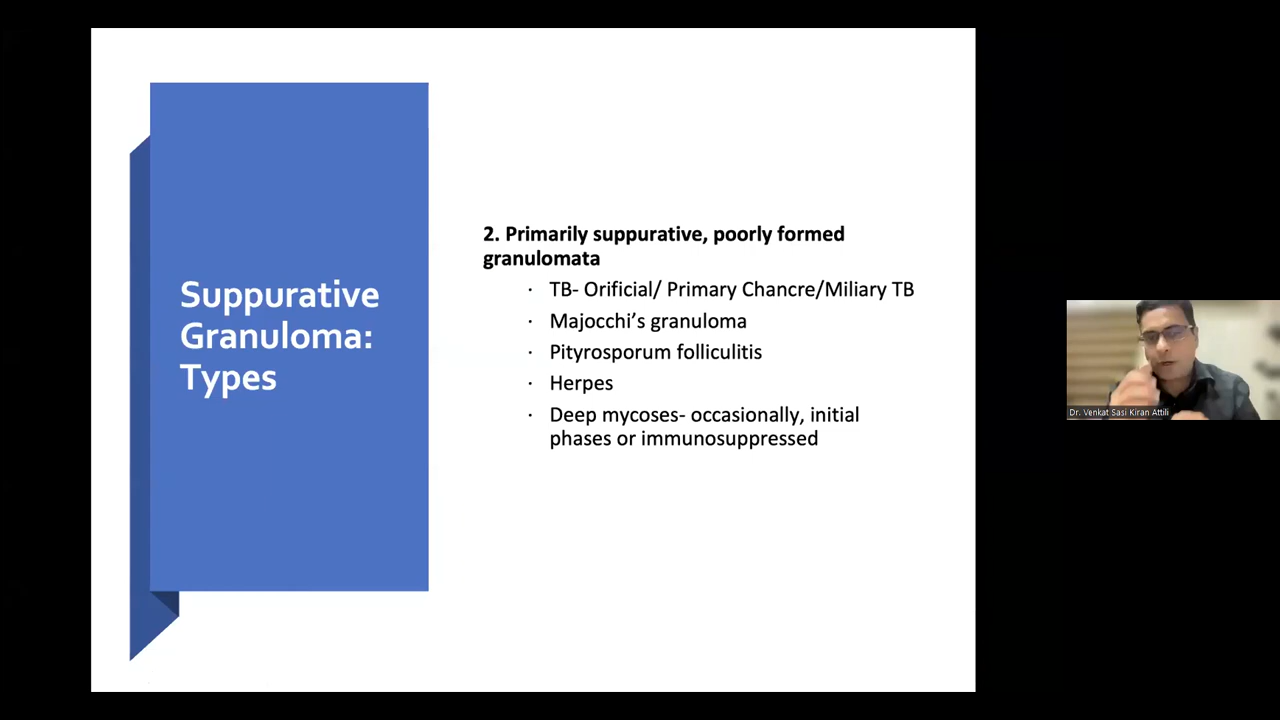 Suppurative
Granuloma:
Types
2. Primarily suppurative, poorly formed
granulomata
· TB- Orificial/ Primary Chancre/Miliary TB
· Majocchi’s granuloma
· Pityrosporum folliculitis
· Herpes
· Deep mycoses- occasionally, initial
phases or immunosuppressed
Dr. Venkat Sasi Kiran Attili